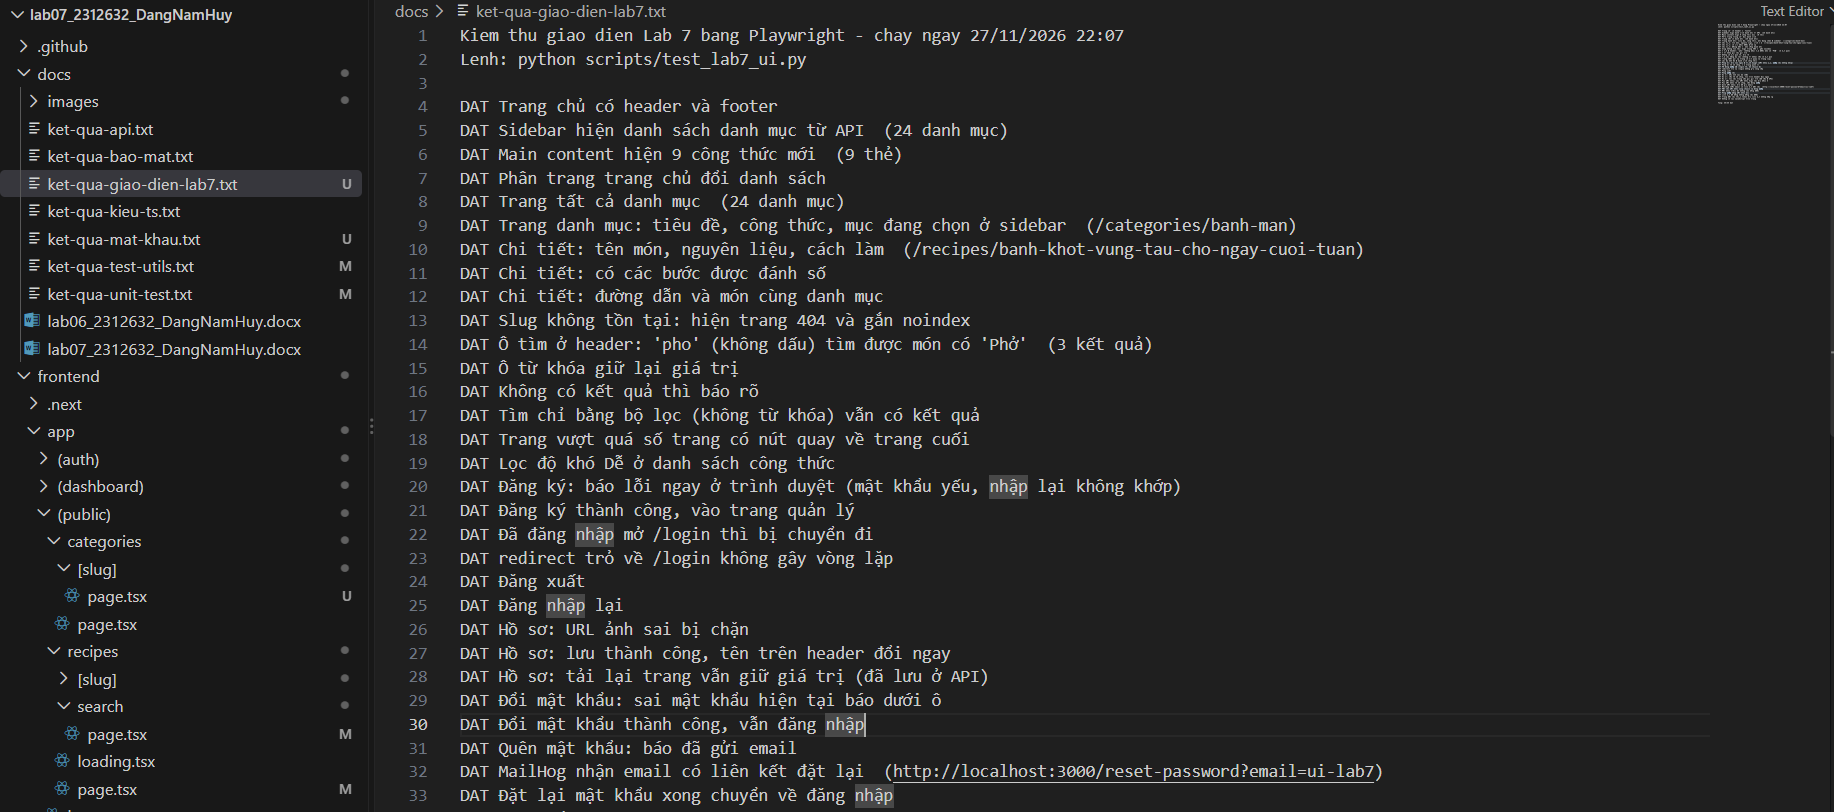 lab07_2312632_DangNamHuy
.github
docs
images
ket-qua-api.txt
ket-qua-bao-mat.txt
ket-qua-giao-dien-lab7.txt U
ket-qua-kieu-ts.txt
ket-qua-mat-khau.txt U
ket-qua-test-utils.txt M
ket-qua-unit-test.txt M
lab06_2312632_DangNamHuy.docx
lab07_2312632_DangNamHuy.docx
frontend
.next
app
(auth)
(dashboard)
(public)
categories
[slug]
page.tsx U
page.tsx
recipes
[slug]
search
page.tsx M
loading.tsx
page.tsx M
docs > ket-qua-giao-dien-lab7.txt
Text Editor
1 Kiem thu giao dien Lab 7 bang Playwright - chay ngay 27/11/2026 22:07
2 Lenh: python scripts/test_lab7_ui.py
3
4 DAT Trang chủ có header và footer
5 DAT Sidebar hiện danh sách danh mục từ API  (24 danh mục)
6 DAT Main content hiện 9 công thức mới  (9 thẻ)
7 DAT Phân trang trang chủ đổi danh sách
8 DAT Trang tất cả danh mục  (24 danh mục)
9 DAT Trang danh mục: tiêu đề, công thức, mục đang chọn ở sidebar  (/categories/banh-man)
10 DAT Chi tiết: tên món, nguyên liệu, cách làm  (/recipes/banh-khot-vung-tau-cho-ngay-cuoi-tuan)
11 DAT Chi tiết: có các bước được đánh số
12 DAT Chi tiết: đường dẫn và món cùng danh mục
13 DAT Slug không tồn tại: hiện trang 404 và gắn noindex
14 DAT Ô tìm ở header: 'pho' (không dấu) tìm được món có 'Phở'  (3 kết quả)
15 DAT Ô từ khóa giữ lại giá trị
16 DAT Không có kết quả thì báo rõ
17 DAT Tìm chỉ bằng bộ lọc (không từ khóa) vẫn có kết quả
18 DAT Trang vượt quá số trang có nút quay về trang cuối
19 DAT Lọc độ khó Dễ ở danh sách công thức
20 DAT Đăng ký: báo lỗi ngay ở trình duyệt (mật khẩu yếu, nhập lại không khớp)
21 DAT Đăng ký thành công, vào trang quản lý
22 DAT Đã đăng nhập mở /login thì bị chuyển đi
23 DAT redirect trỏ về /login không gây vòng lặp
24 DAT Đăng xuất
25 DAT Đăng nhập lại
26 DAT Hồ sơ: URL ảnh sai bị chặn
27 DAT Hồ sơ: lưu thành công, tên trên header đổi ngay
28 DAT Hồ sơ: tải lại trang vẫn giữ giá trị (đã lưu ở API)
29 DAT Đổi mật khẩu: sai mật khẩu hiện tại báo dưới ô
30 DAT Đổi mật khẩu thành công, vẫn đăng nhập
31 DAT Quên mật khẩu: báo đã gửi email
32 DAT MailHog nhận email có liên kết đặt lại  (http://localhost:3000/reset-password?email=ui-lab7)
33 DAT Đặt lại mật khẩu xong chuyển về đăng nhập